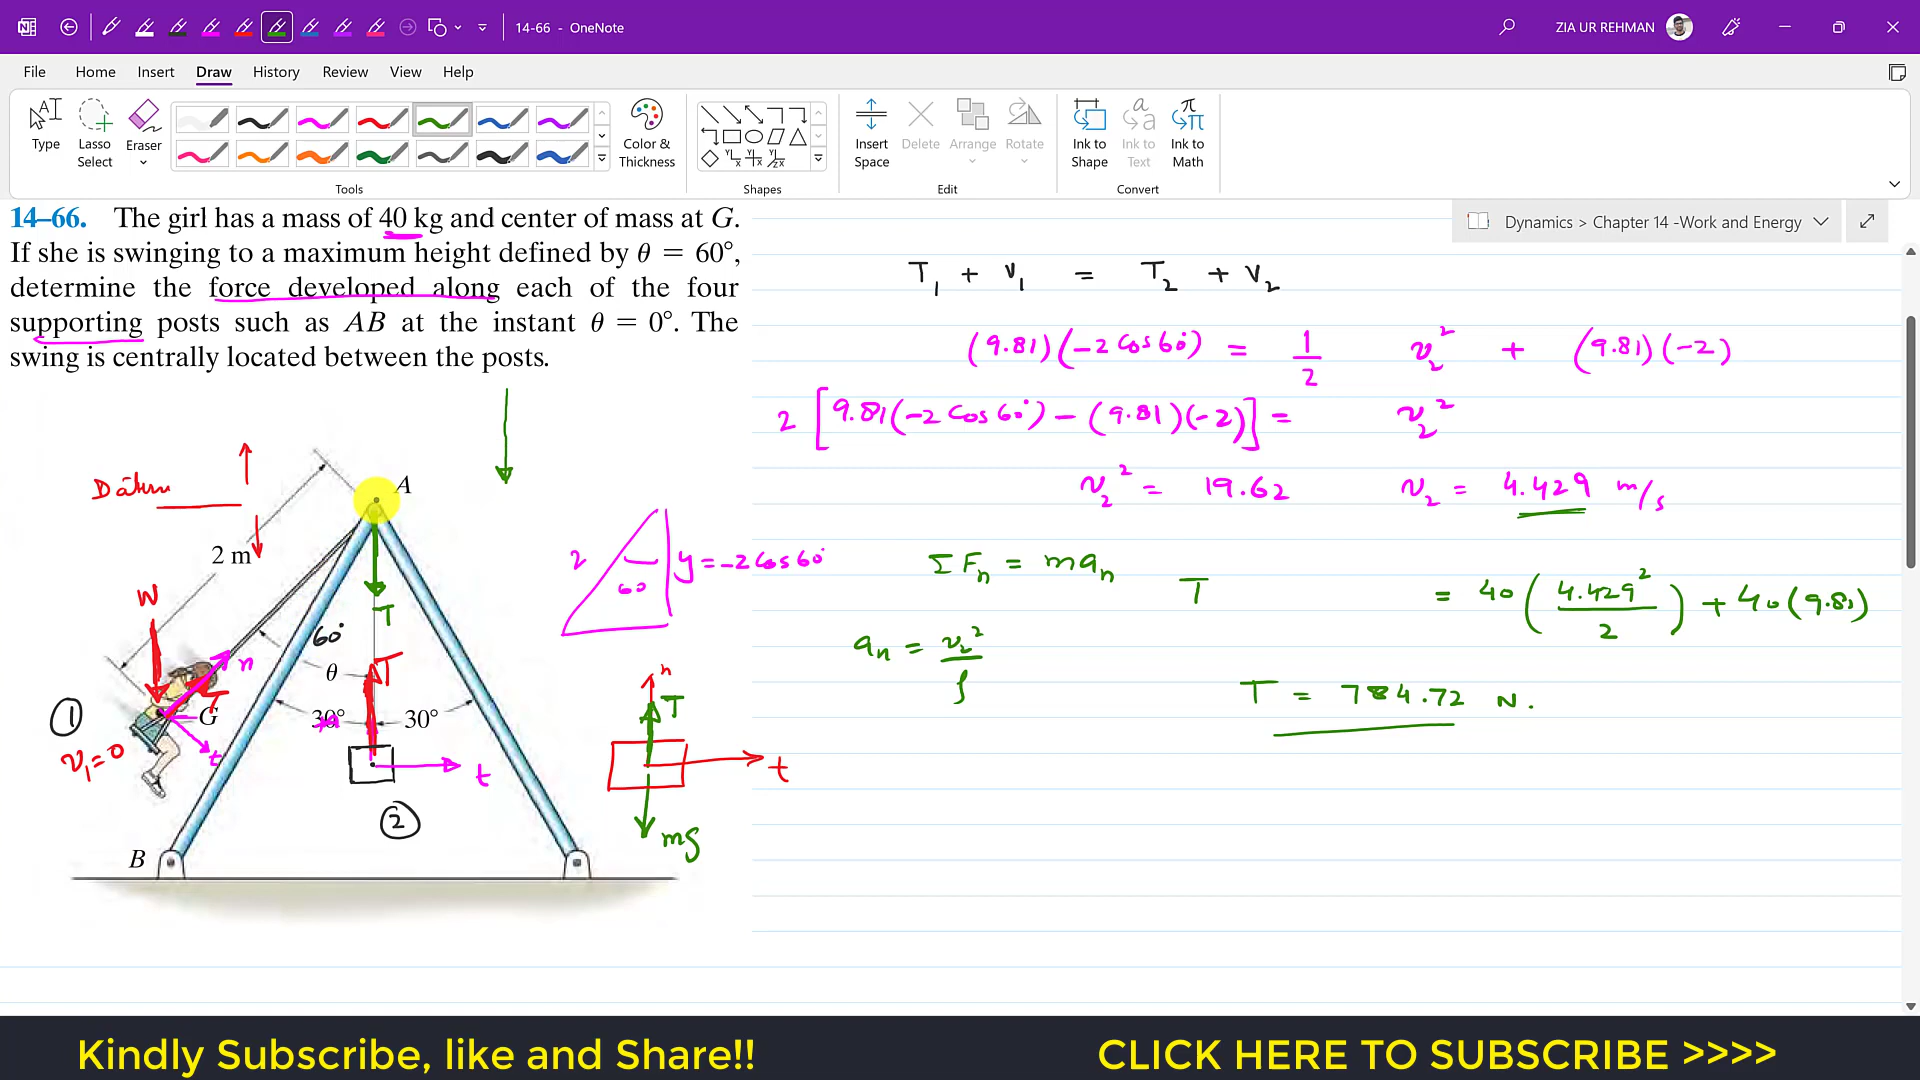 14-66 - OneNote
ZIA UR REHMAN
File Home Insert Draw History Review View Help
Type
Lasso Select
Eraser
Color & Thickness
Insert Space
Delete
Arrange
Rotate
Ink to Shape
Ink to Text
Ink to Math
Tools
Shapes
Edit
Convert
Dynamics > Chapter 14 -Work and Energy
14–66. The girl has a mass of 40 kg and center of mass at G.
If she is swinging to a maximum height defined by θ = 60°,
determine the force developed along each of the four
supporting posts such as AB at the instant θ = 0°. The
swing is centrally located between the posts.
Datum
A
2 m
W
T
60°
θ
n
T
T
G
30°
30°
t
1
v₁=0
t
2
B
2
60
y = -2 cos 60°
n
T
t
mg
T₁ + V₁ = T₂ + V₂
(9.81)(-2 cos 60°) = 1/2 v₂² + (9.81)(-2)
2[9.81(-2 cos 60°) - (9.81)(-2)] = v₂²
v₂² = 19.62 v₂ = 4.429 m/s
ΣFn = man
T = 40(4.429²/2) + 40(9.81)
an = v₂²/ρ
T = 784.72 N.
Kindly Subscribe, like and Share!!
CLICK HERE TO SUBSCRIBE >>>>